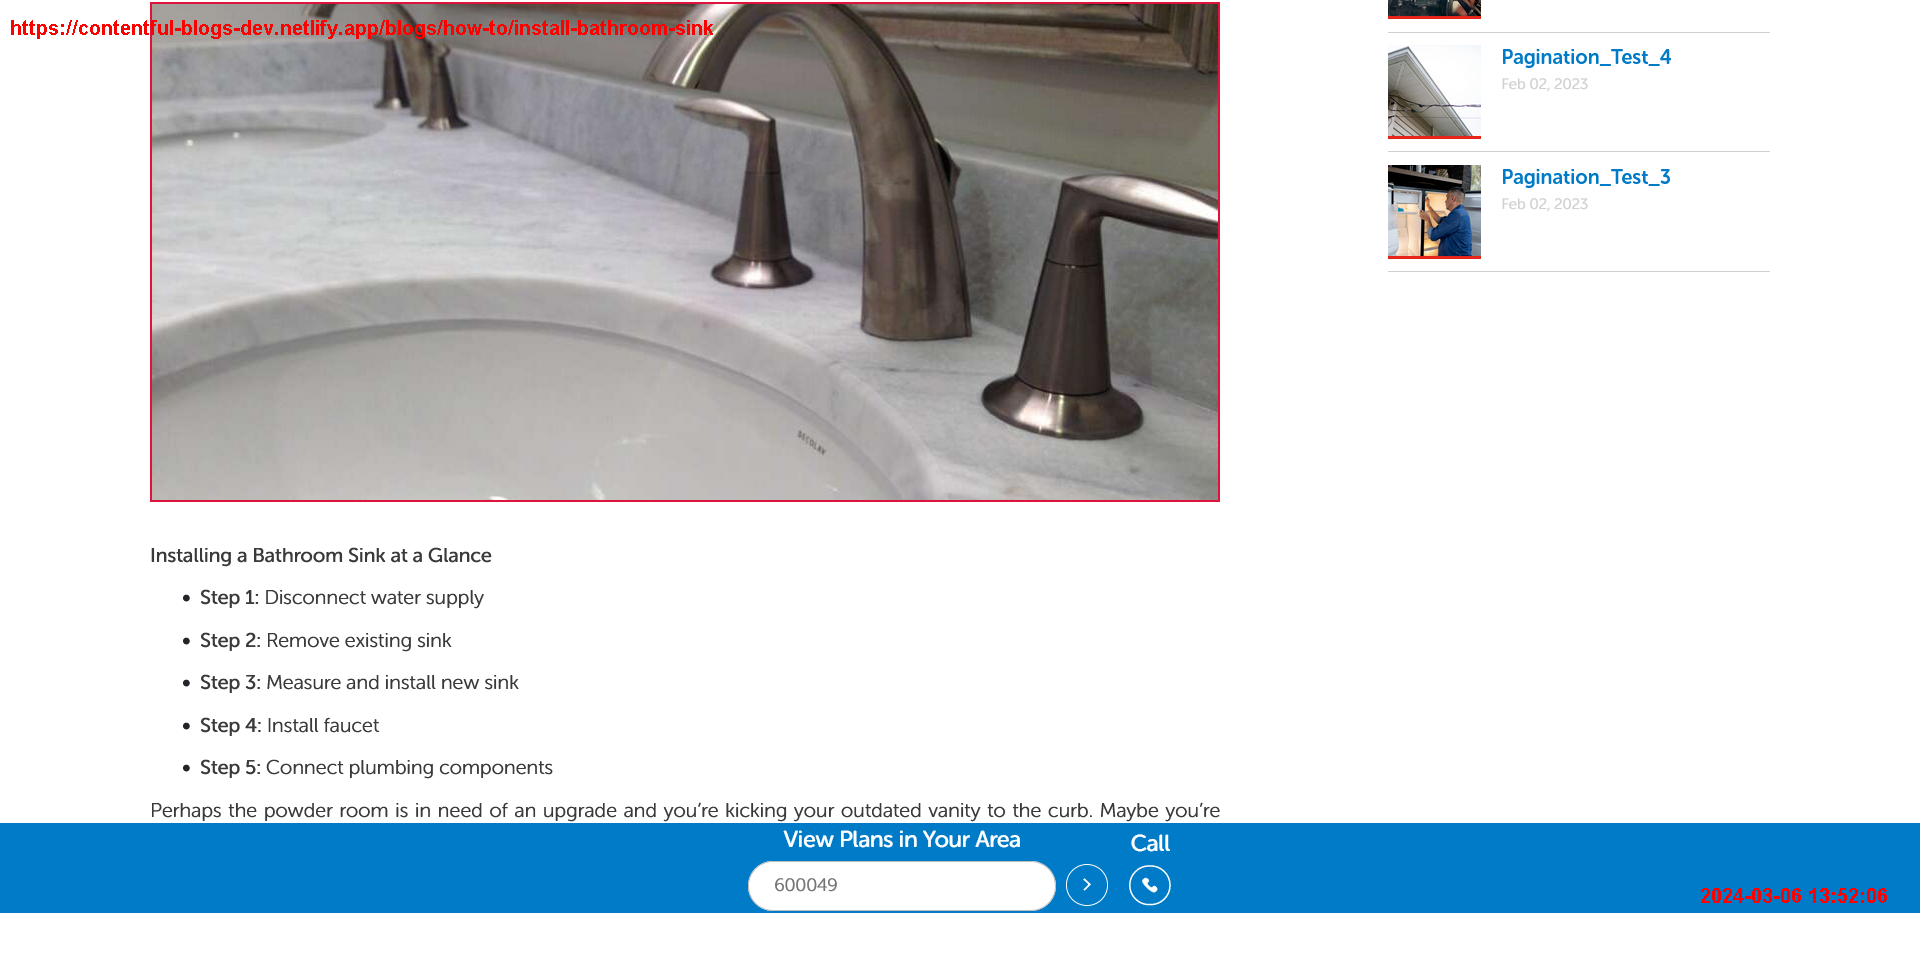 https://contentful-blogs-dev.netlify.app/blogs/how-to/install-bathroom-sink
SECOLAV
Installing a Bathroom Sink at a Glance
• Step 1: Disconnect water supply
• Step 2: Remove existing sink
• Step 3: Measure and install new sink
• Step 4: Install faucet
• Step 5: Connect plumbing components
Perhaps the powder room is in need of an upgrade and you’re kicking your outdated vanity to the curb. Maybe you’re
Pagination_Test_4
Feb 02, 2023
Pagination_Test_3
Feb 02, 2023
View Plans in Your Area
600049
Call
2024-03-06 13:52:06